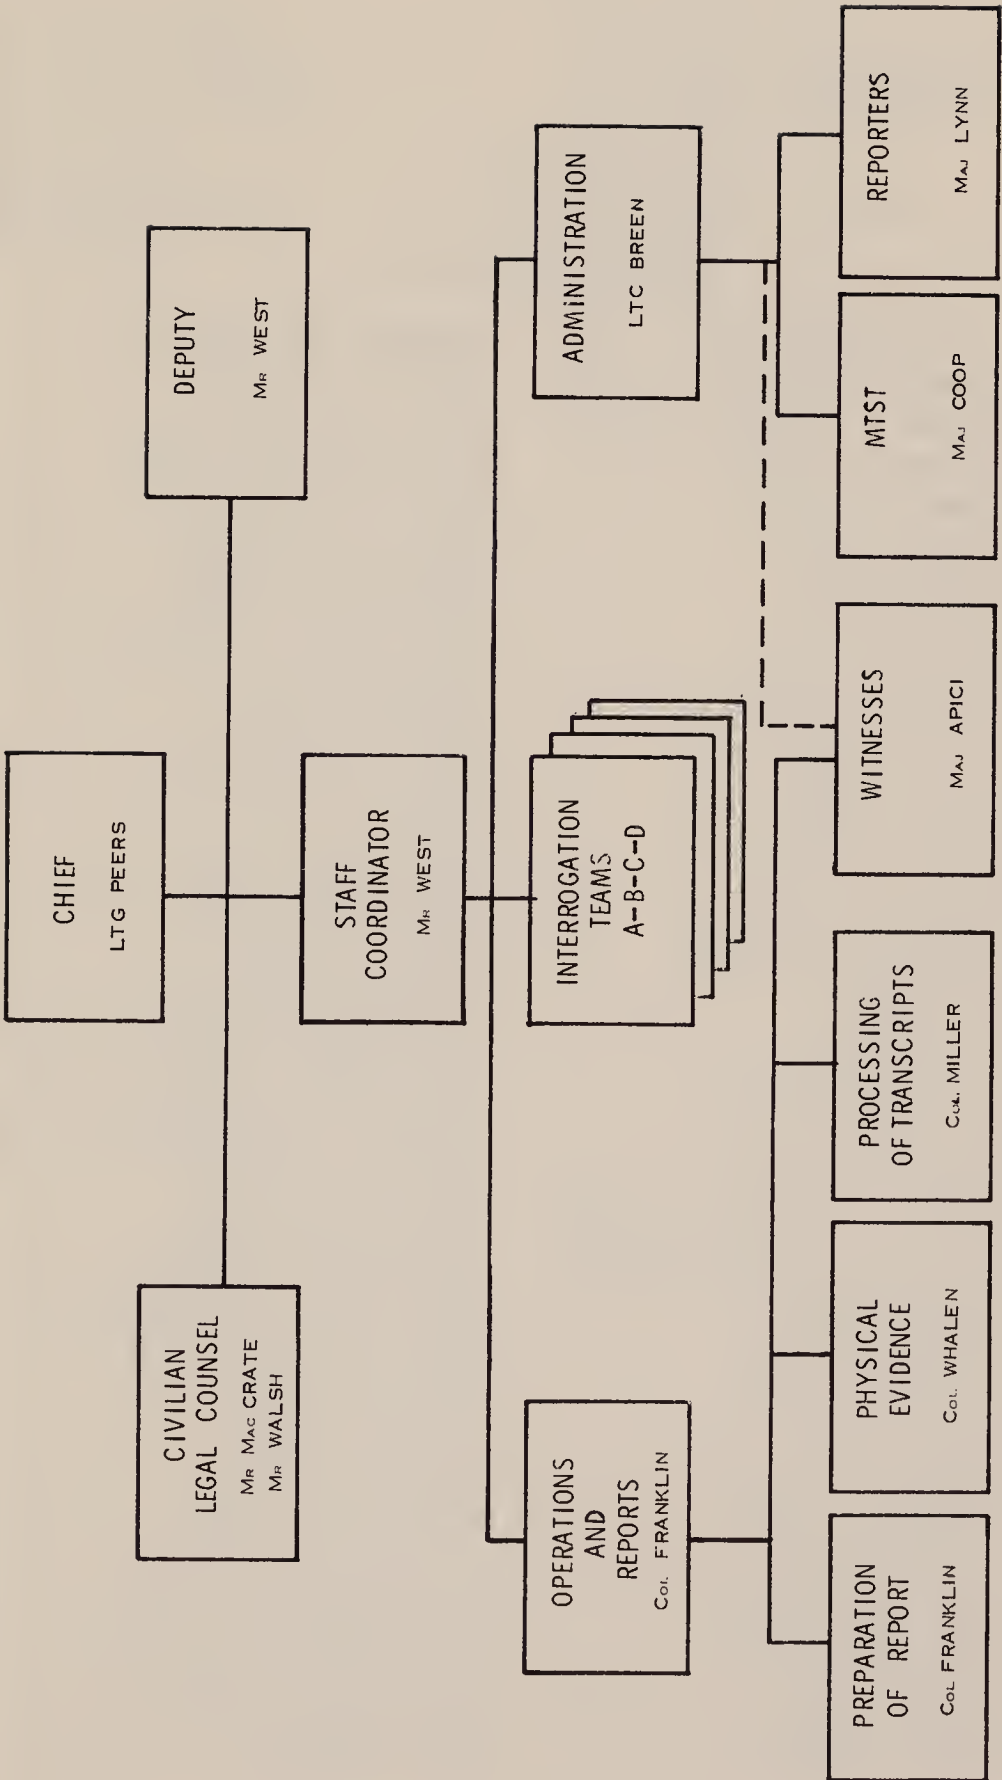 CHIEF
LTG PEERS
CIVILIAN
LEGAL COUNSEL
MR MAC CRATE
MR WALSH
DEPUTY
MR WEST
STAFF
COORDINATOR
MR WEST
OPERATIONS
AND
REPORTS
COL FRANKLIN
INTERROGATION
TEAMS
A-B-C-D
ADMINISTRATION
LTC BREEN
PREPARATION
OF REPORT
COL FRANKLIN
PHYSICAL
EVIDENCE
COL WHALEN
PROCESSING
OF TRANSCRIPTS
COL. MILLER
WITNESSES
MAJ APICI
MTST
MAJ COOP
REPORTERS
MAJ LYNN